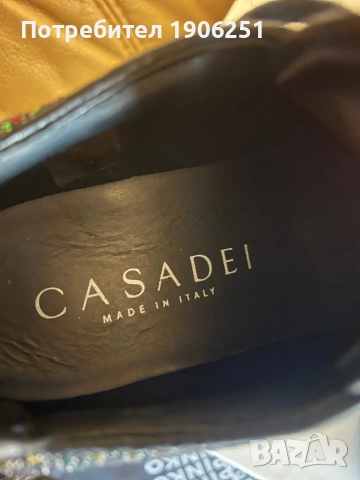 Потребител 1906251
CASADEI
MADE IN ITALY
BAZAR